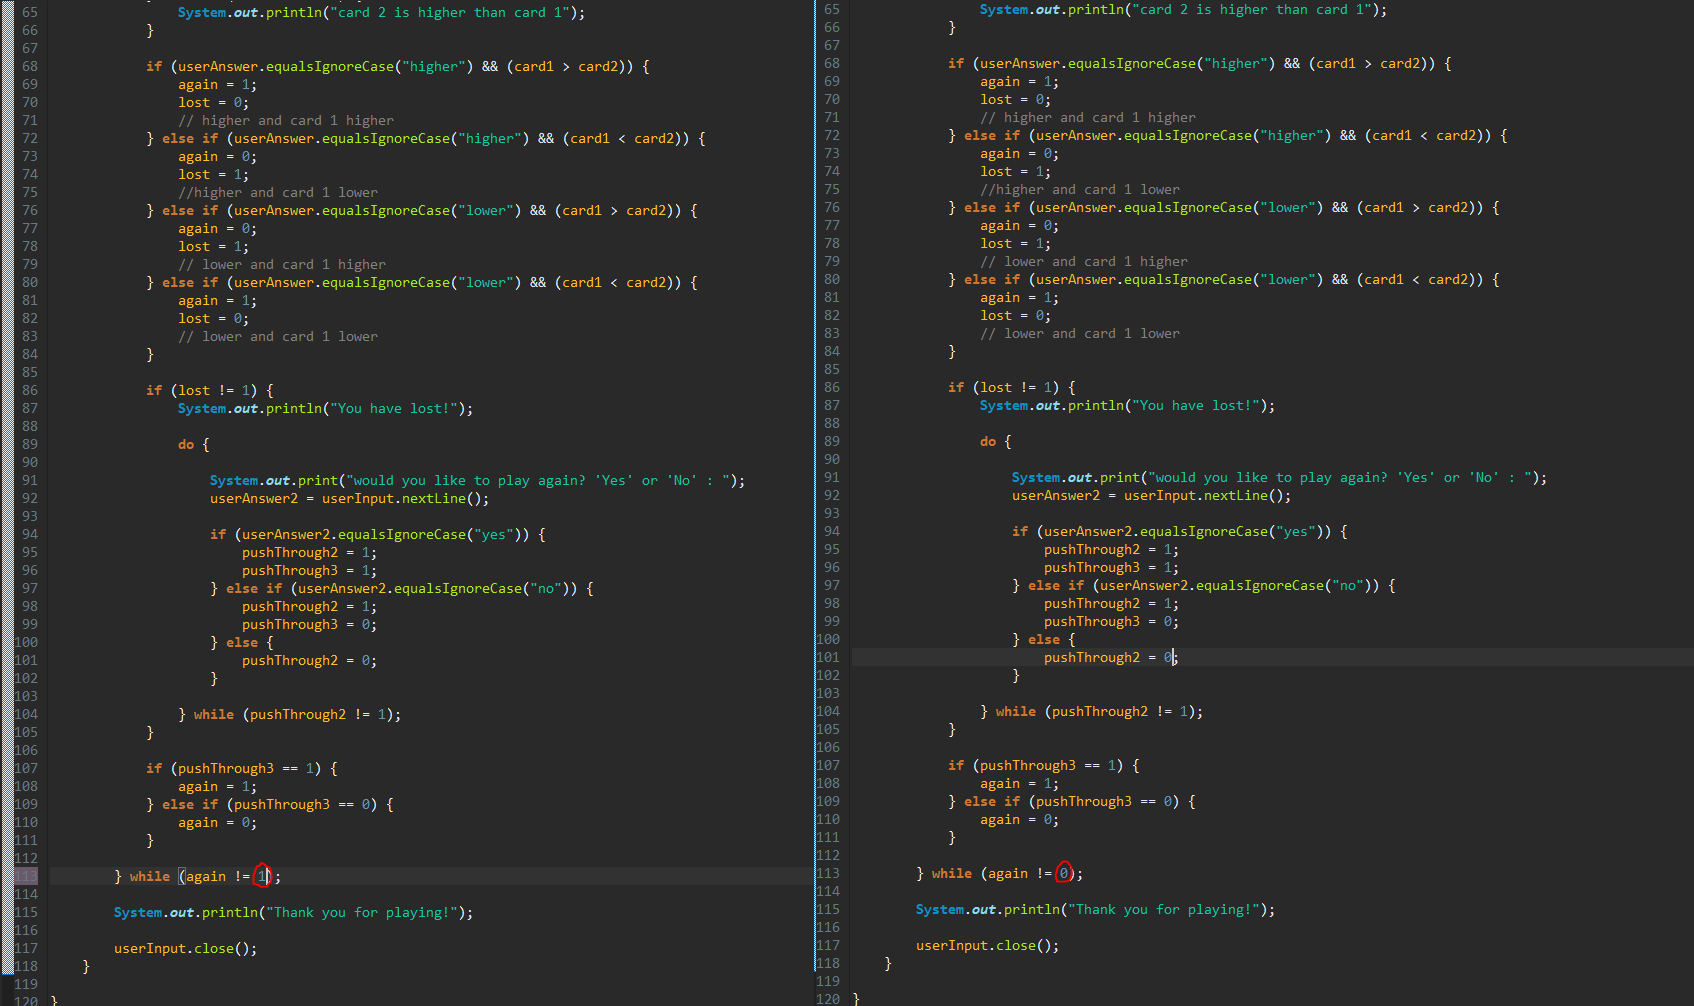 65 System.out.println("card 2 is higher than card 1");
66 }
67
68 if (userAnswer.equalsIgnoreCase("higher") && (card1 > card2)) {
69 again = 1;
70 lost = 0;
71 // higher and card 1 higher
72 } else if (userAnswer.equalsIgnoreCase("higher") && (card1 < card2)) {
73 again = 0;
74 lost = 1;
75 //higher and card 1 lower
76 } else if (userAnswer.equalsIgnoreCase("lower") && (card1 > card2)) {
77 again = 0;
78 lost = 1;
79 // lower and card 1 higher
80 } else if (userAnswer.equalsIgnoreCase("lower") && (card1 < card2)) {
81 again = 1;
82 lost = 0;
83 // lower and card 1 lower
84 }
85
86 if (lost != 1) {
87 System.out.println("You have lost!");
88
89 do {
90
91 System.out.print("would you like to play again? 'Yes' or 'No' : ");
92 userAnswer2 = userInput.nextLine();
93
94 if (userAnswer2.equalsIgnoreCase("yes")) {
95 pushThrough2 = 1;
96 pushThrough3 = 1;
97 } else if (userAnswer2.equalsIgnoreCase("no")) {
98 pushThrough2 = 1;
99 pushThrough3 = 0;
100 } else {
101 pushThrough2 = 0;
102 }
103
104 } while (pushThrough2 != 1);
105 }
106
107 if (pushThrough3 == 1) {
108 again = 1;
109 } else if (pushThrough3 == 0) {
110 again = 0;
111 }
112
113 } while (again != 1);
114
115 System.out.println("Thank you for playing!");
116
117 userInput.close();
118 }
119
120 }
65 System.out.println("card 2 is higher than card 1");
66 }
67
68 if (userAnswer.equalsIgnoreCase("higher") && (card1 > card2)) {
69 again = 1;
70 lost = 0;
71 // higher and card 1 higher
72 } else if (userAnswer.equalsIgnoreCase("higher") && (card1 < card2)) {
73 again = 0;
74 lost = 1;
75 //higher and card 1 lower
76 } else if (userAnswer.equalsIgnoreCase("lower") && (card1 > card2)) {
77 again = 0;
78 lost = 1;
79 // lower and card 1 higher
80 } else if (userAnswer.equalsIgnoreCase("lower") && (card1 < card2)) {
81 again = 1;
82 lost = 0;
83 // lower and card 1 lower
84 }
85
86 if (lost != 1) {
87 System.out.println("You have lost!");
88
89 do {
90
91 System.out.print("would you like to play again? 'Yes' or 'No' : ");
92 userAnswer2 = userInput.nextLine();
93
94 if (userAnswer2.equalsIgnoreCase("yes")) {
95 pushThrough2 = 1;
96 pushThrough3 = 1;
97 } else if (userAnswer2.equalsIgnoreCase("no")) {
98 pushThrough2 = 1;
99 pushThrough3 = 0;
100 } else {
101 pushThrough2 = 0;
102 }
103
104 } while (pushThrough2 != 1);
105 }
106
107 if (pushThrough3 == 1) {
108 again = 1;
109 } else if (pushThrough3 == 0) {
110 again = 0;
111 }
112
113 } while (again != 0);
114
115 System.out.println("Thank you for playing!");
116
117 userInput.close();
118 }
119
120 }